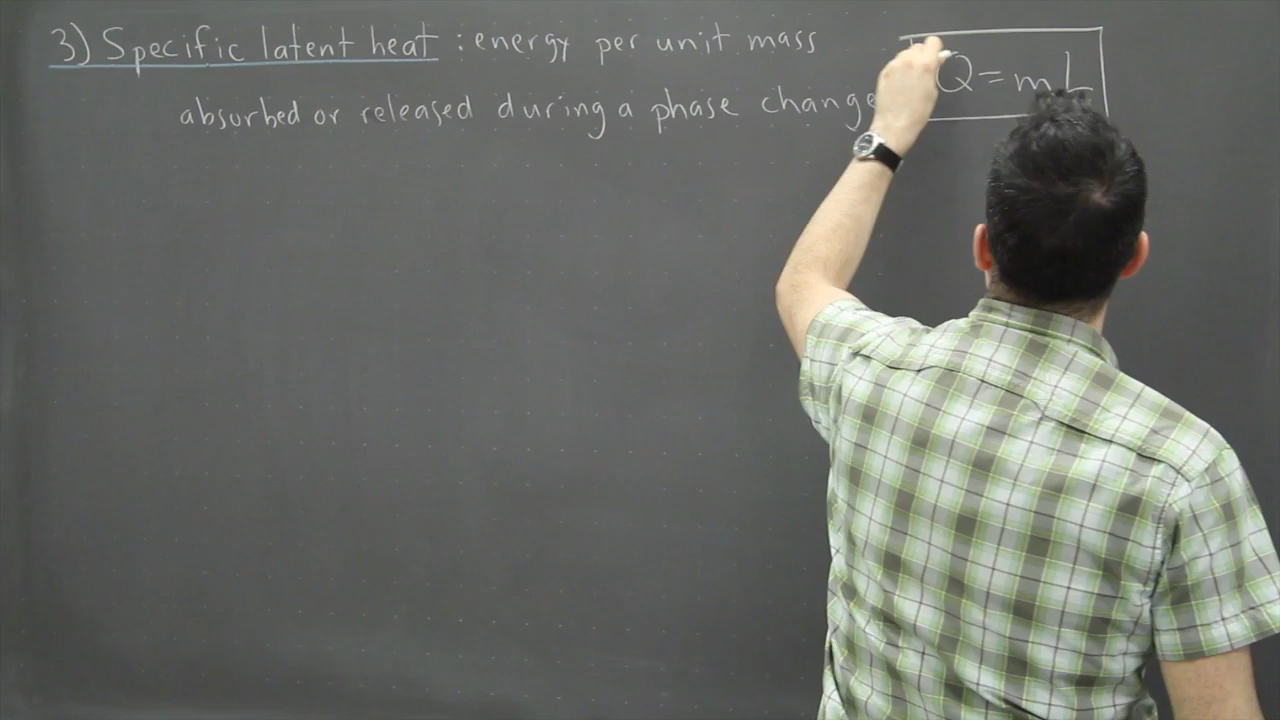 3) Specific latent heat : energy per unit mass
absorbed or released during a phase change
Q = mL